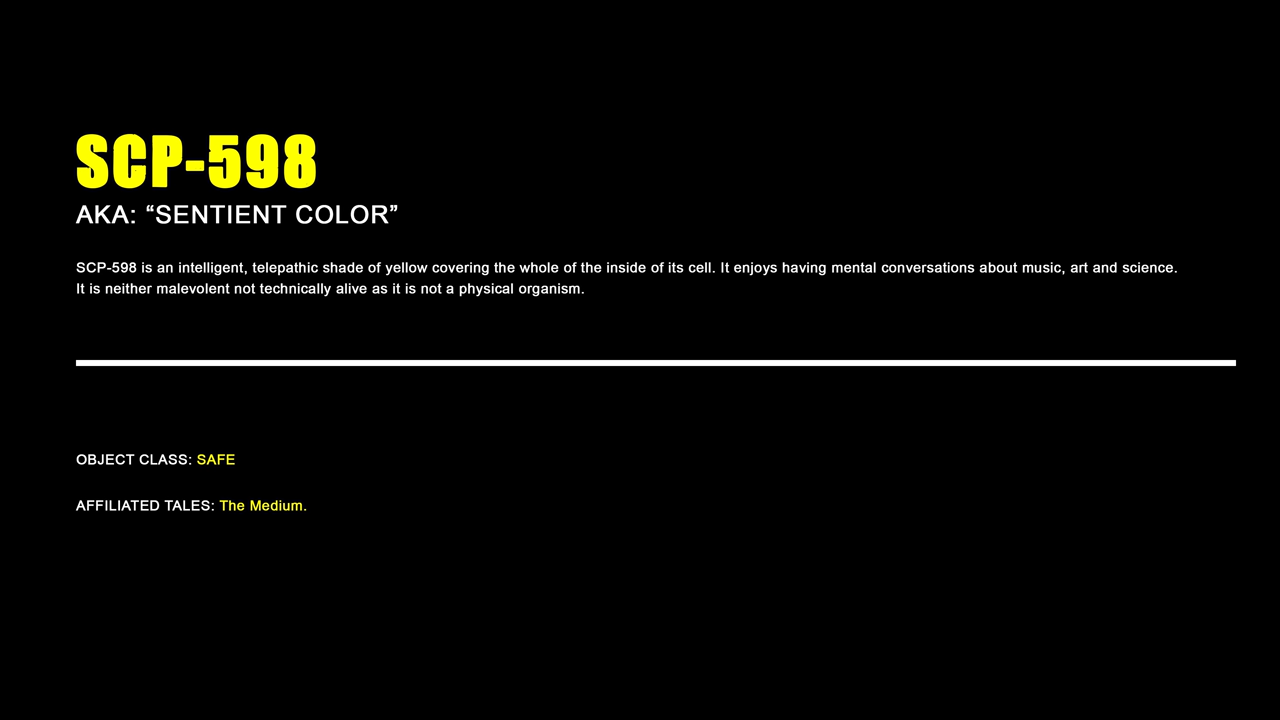 SCP-598
AKA: “SENTIENT COLOR”
SCP-598 is an intelligent, telepathic shade of yellow covering the whole of the inside of its cell. It enjoys having mental conversations about music, art and science.
It is neither malevolent not technically alive as it is not a physical organism.
OBJECT CLASS: SAFE
AFFILIATED TALES: The Medium.